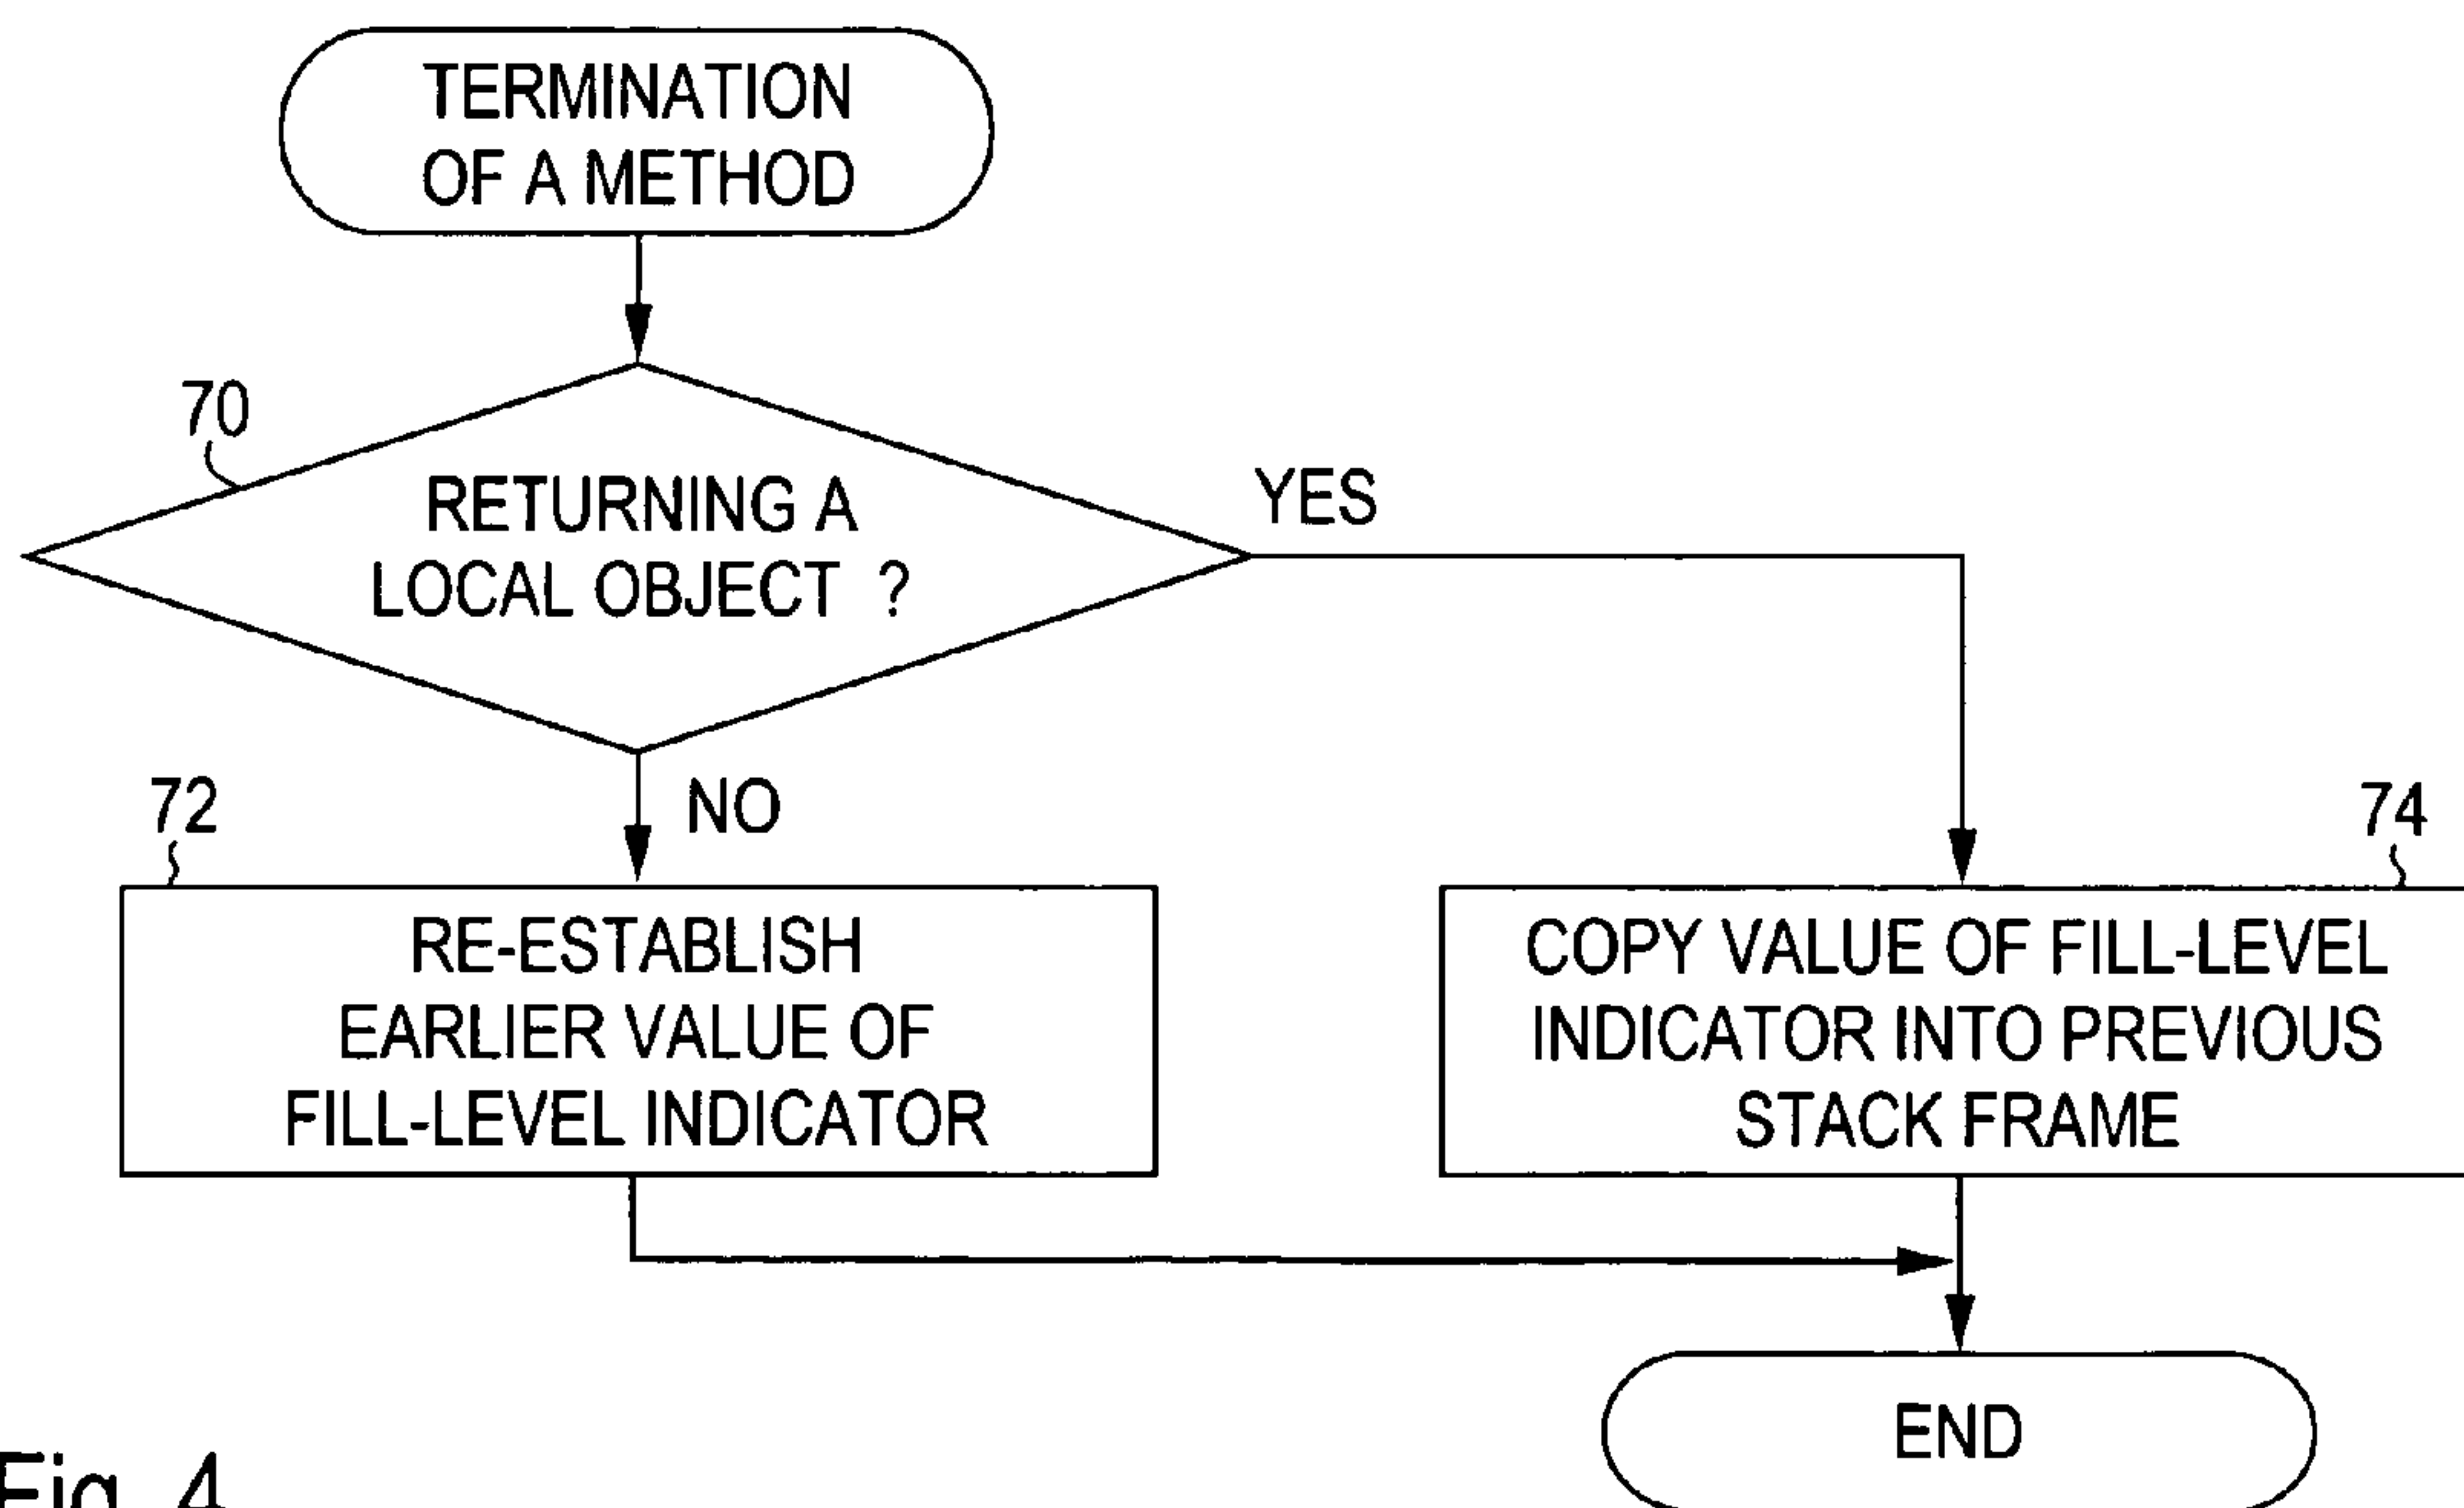 TERMINATION
OF A METHOD
70
RETURNING A
LOCAL OBJECT ?
YES
NO
72
74
RE-ESTABLISH
EARLIER VALUE OF
FILL-LEVEL INDICATOR
COPY VALUE OF FILL-LEVEL
INDICATOR INTO PREVIOUS
STACK FRAME
END
Fig. 4